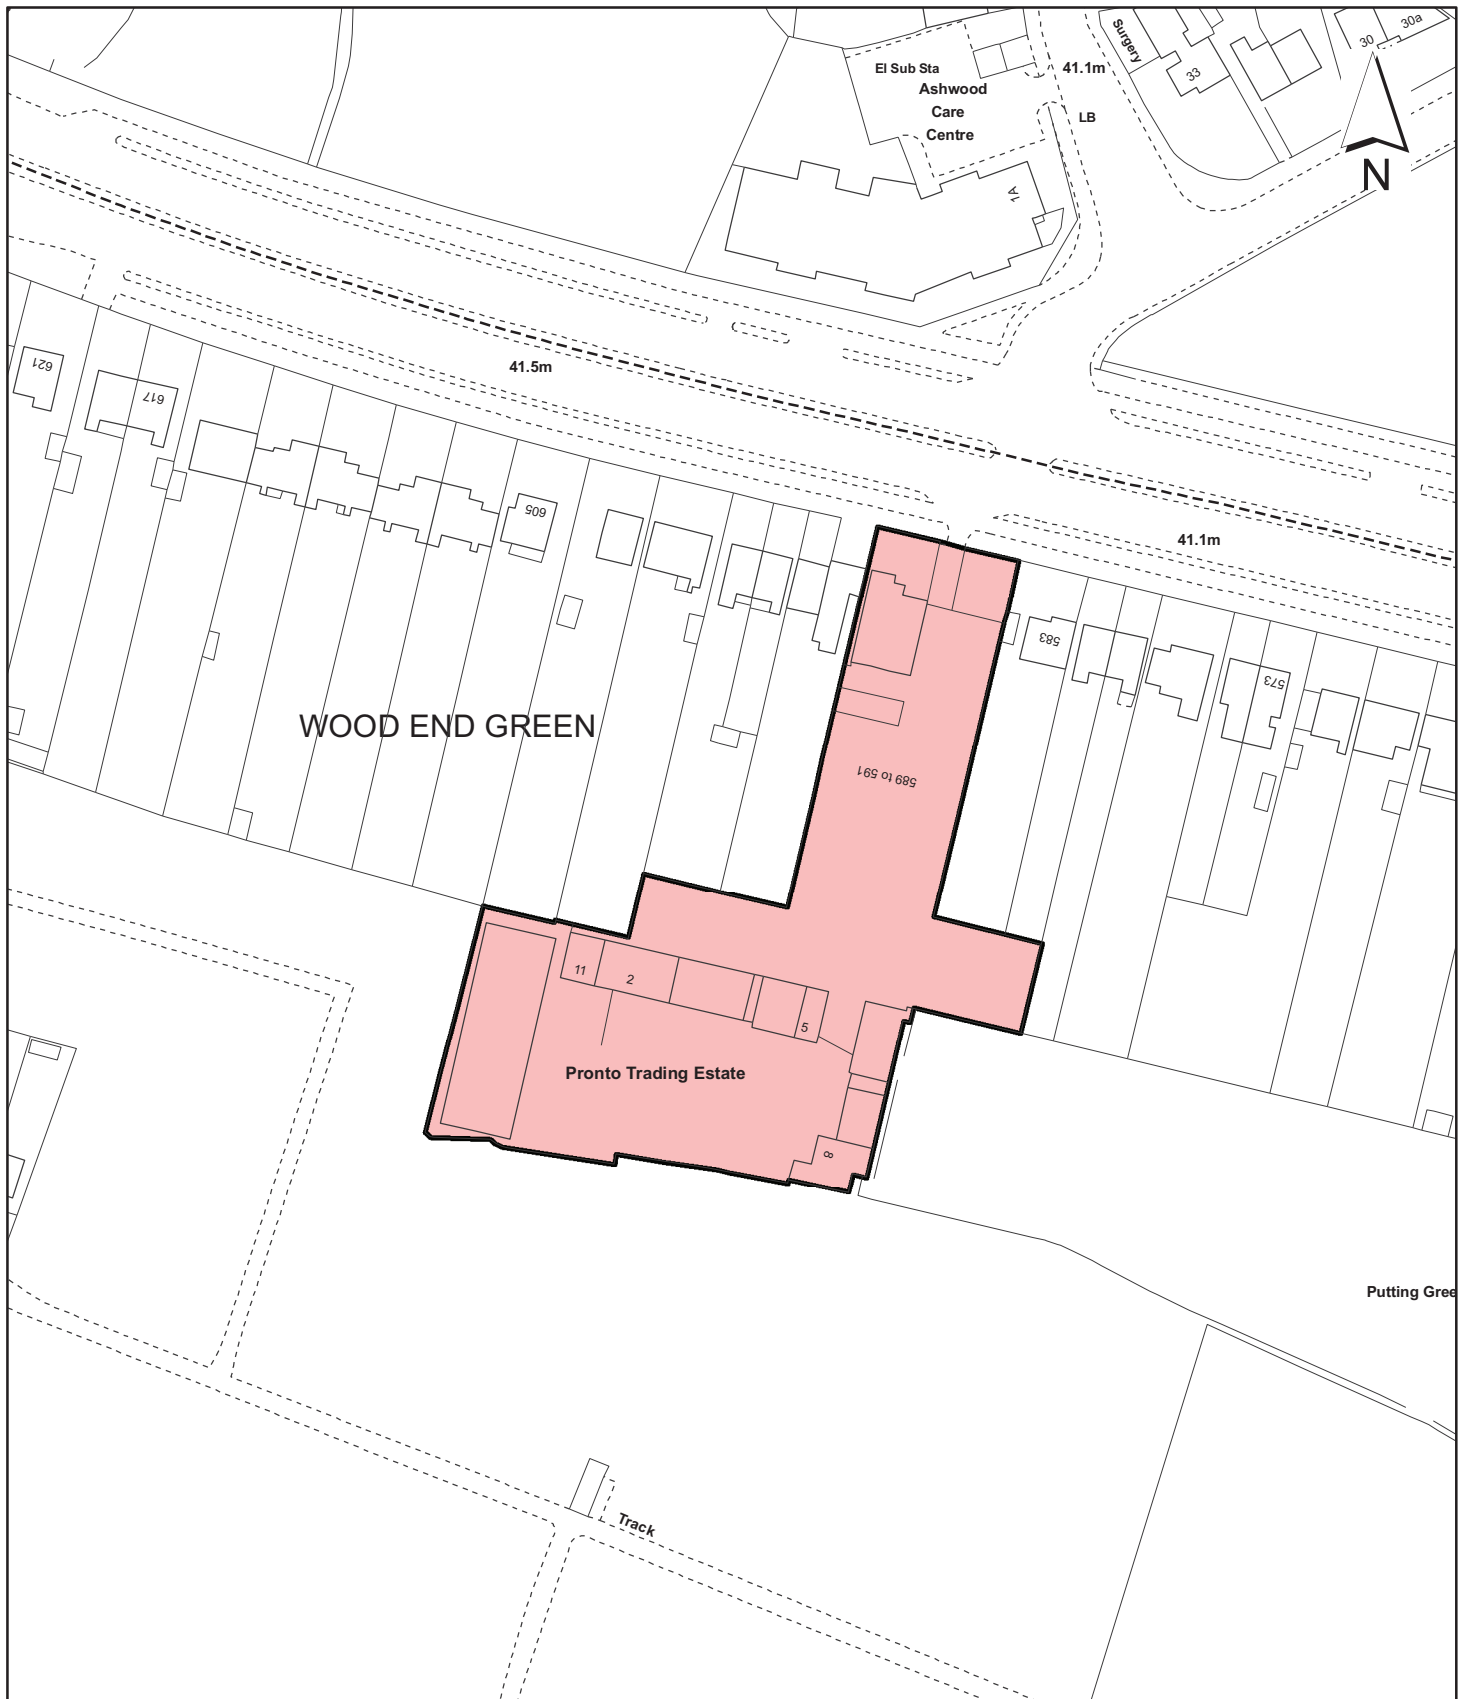 Surgery
30
30a
33
El Sub Sta
41.1m
Ashwood
Care
Centre
LB
N
1A
41.5m
621
617
605
41.1m
583
573
WOOD END GREEN
589 to 591
11
2
5
Pronto Trading Estate
8
Putting Gree
Track